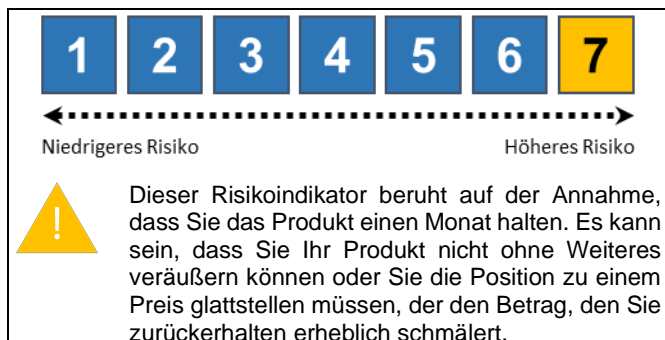 1 2 3 4 5 6 7
Niedrigeres Risiko Höheres Risiko
!
Dieser Risikoindikator beruht auf der Annahme,
dass Sie das Produkt einen Monat halten. Es kann
sein, dass Sie Ihr Produkt nicht ohne Weiteres
veräußern können oder Sie die Position zu einem
Preis glattstellen müssen, der den Betrag, den Sie
zurückerhalten erheblich schmälert.